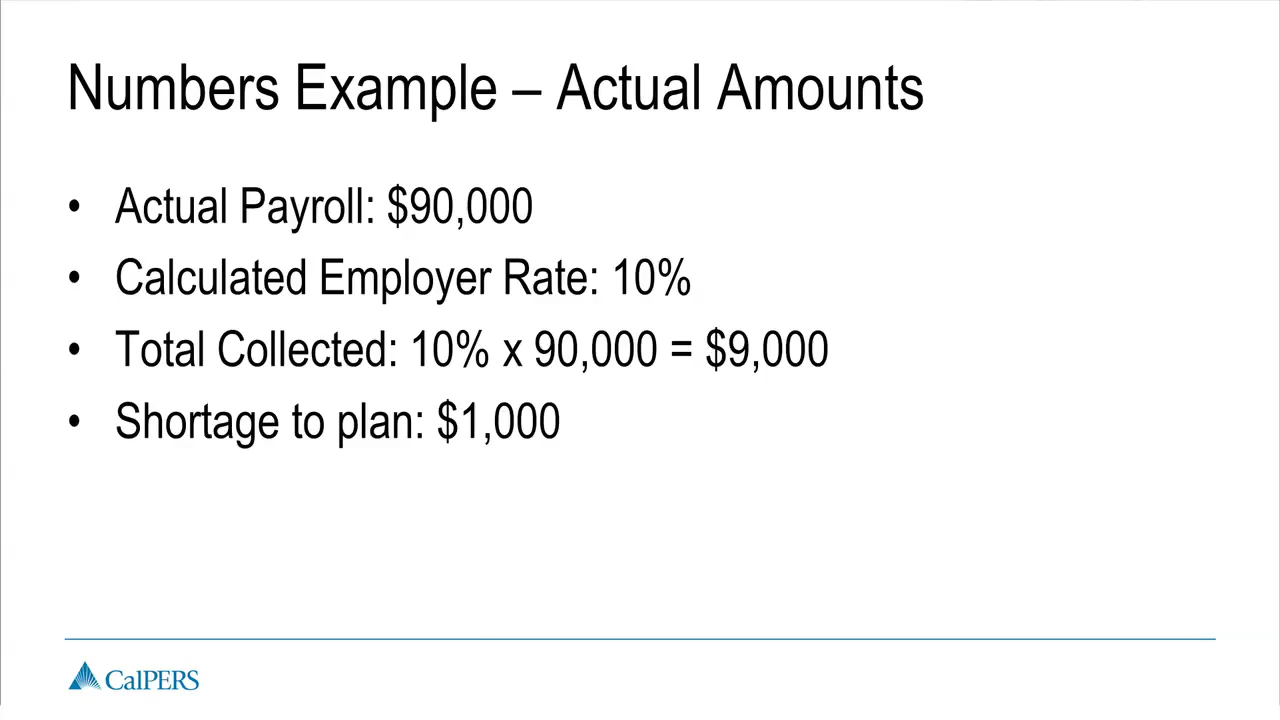 Numbers Example – Actual Amounts
• Actual Payroll: $90,000
• Calculated Employer Rate: 10%
• Total Collected: 10% x 90,000 = $9,000
• Shortage to plan: $1,000
CalPERS